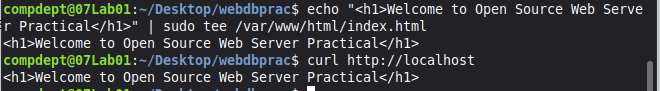 compdept@07Lab01:~/Desktop/webdbprac$ echo "<h1>Welcome to Open Source Web Serve
r Practical</h1>" | sudo tee /var/www/html/index.html
<h1>Welcome to Open Source Web Server Practical</h1>
compdept@07Lab01:~/Desktop/webdbprac$ curl http://localhost
<h1>Welcome to Open Source Web Server Practical</h1>
compdept@07Lab01:~/Desktop/webdbprac$